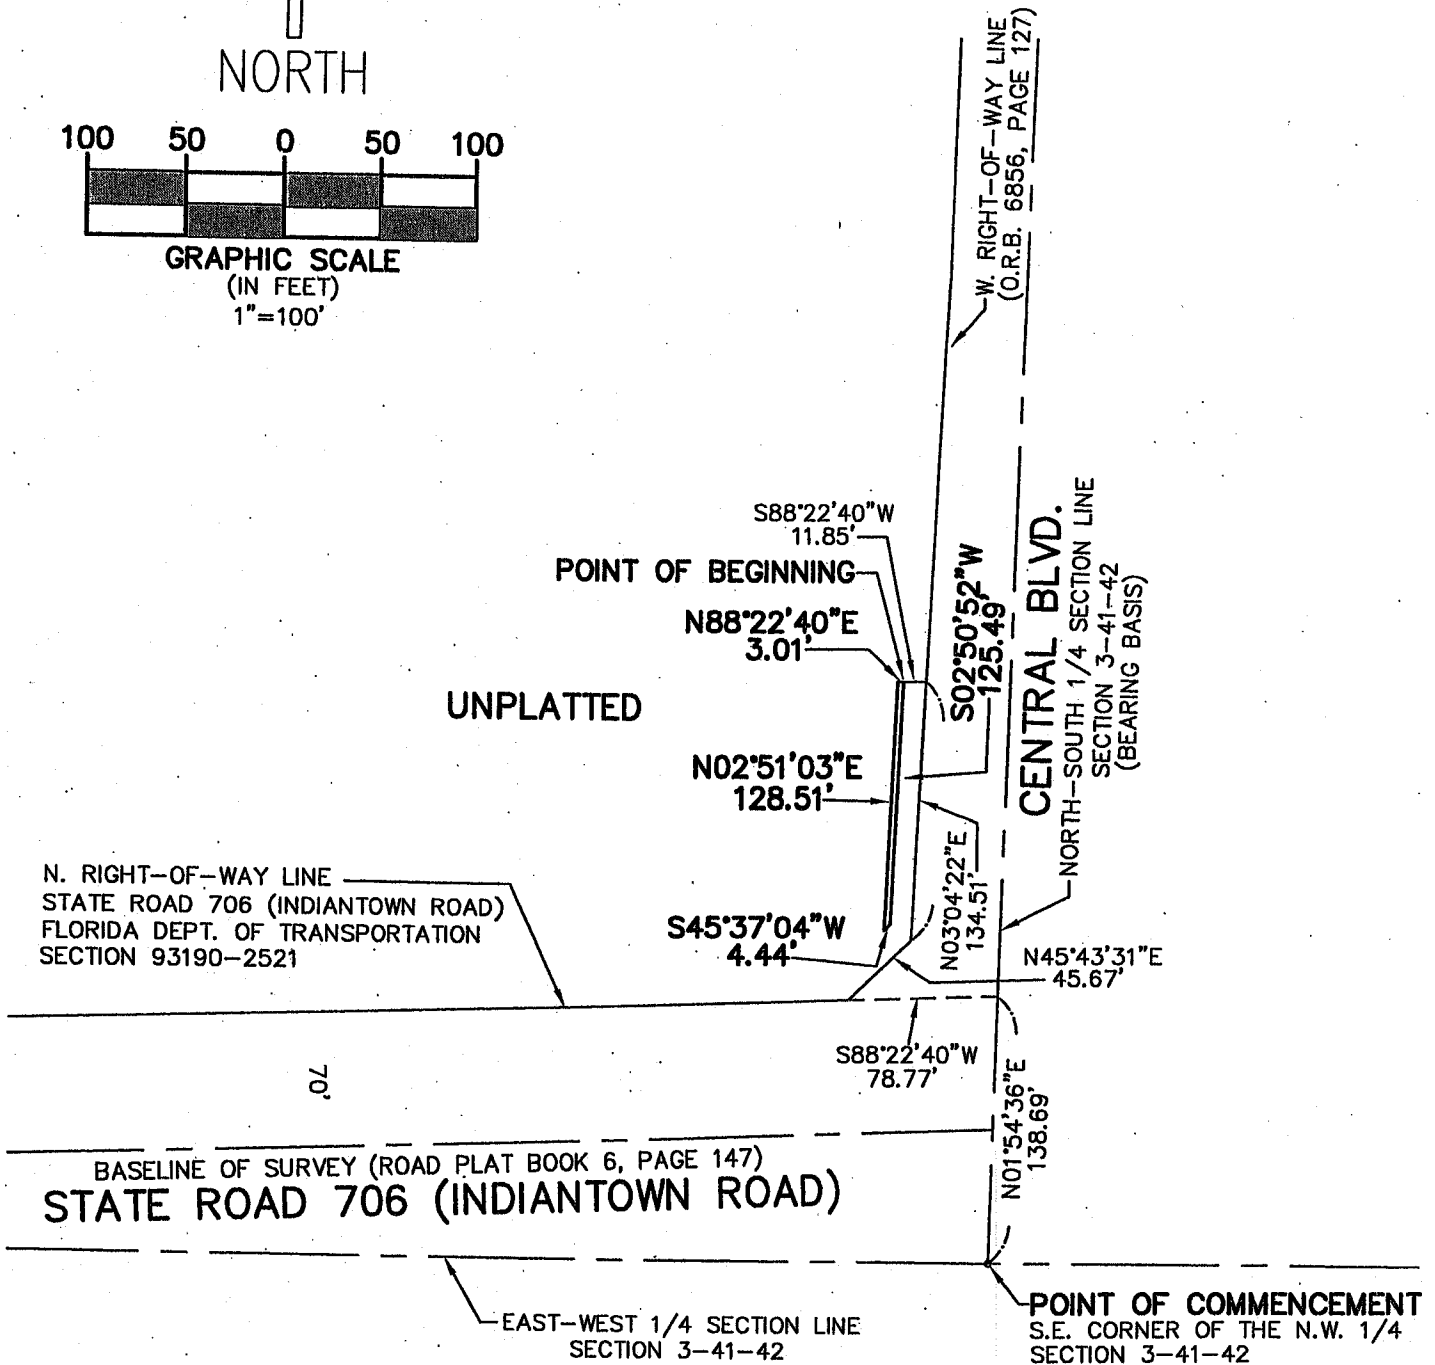 NORTH
100 50 0 50 100
GRAPHIC SCALE
(IN FEET)
1"=100'
W. RIGHT-OF-WAY LINE
(O.R.B. 6856, PAGE 127)
S88°22'40"W
11.85'
POINT OF BEGINNING
N88°22'40"E
3.01'
S02°50'52"W
125.49'
CENTRAL BLVD.
NORTH-SOUTH 1/4 SECTION LINE
SECTION 3-41-42
(BEARING BASIS)
UNPLATTED
N02°51'03"E
128.51'
N03°04'22"E
134.51'
N. RIGHT-OF-WAY LINE
STATE ROAD 706 (INDIANTOWN ROAD)
FLORIDA DEPT. OF TRANSPORTATION
SECTION 93190-2521
S45°37'04"W
4.44'
N45°43'31"E
45.67'
S88°22'40"W
78.77'
70'
N01°54'36"E
138.69'
BASELINE OF SURVEY (ROAD PLAT BOOK 6, PAGE 147)
STATE ROAD 706 (INDIANTOWN ROAD)
EAST-WEST 1/4 SECTION LINE
SECTION 3-41-42
POINT OF COMMENCEMENT
S.E. CORNER OF THE N.W. 1/4
SECTION 3-41-42